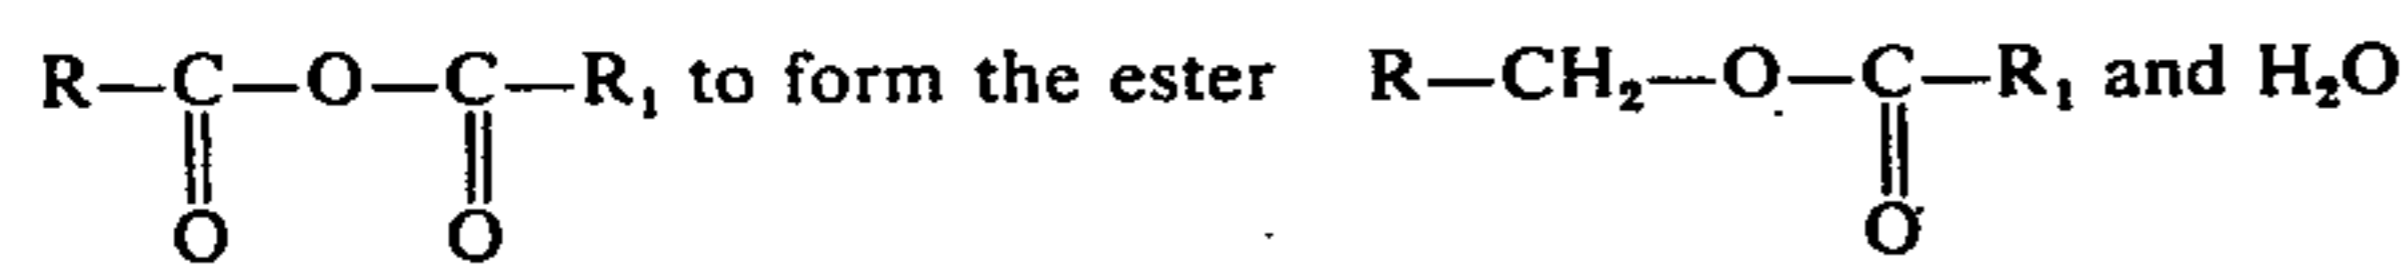 R—C—O—C—R₁ to form the ester R—CH₂—O—C—R₁ and H₂O
O O O